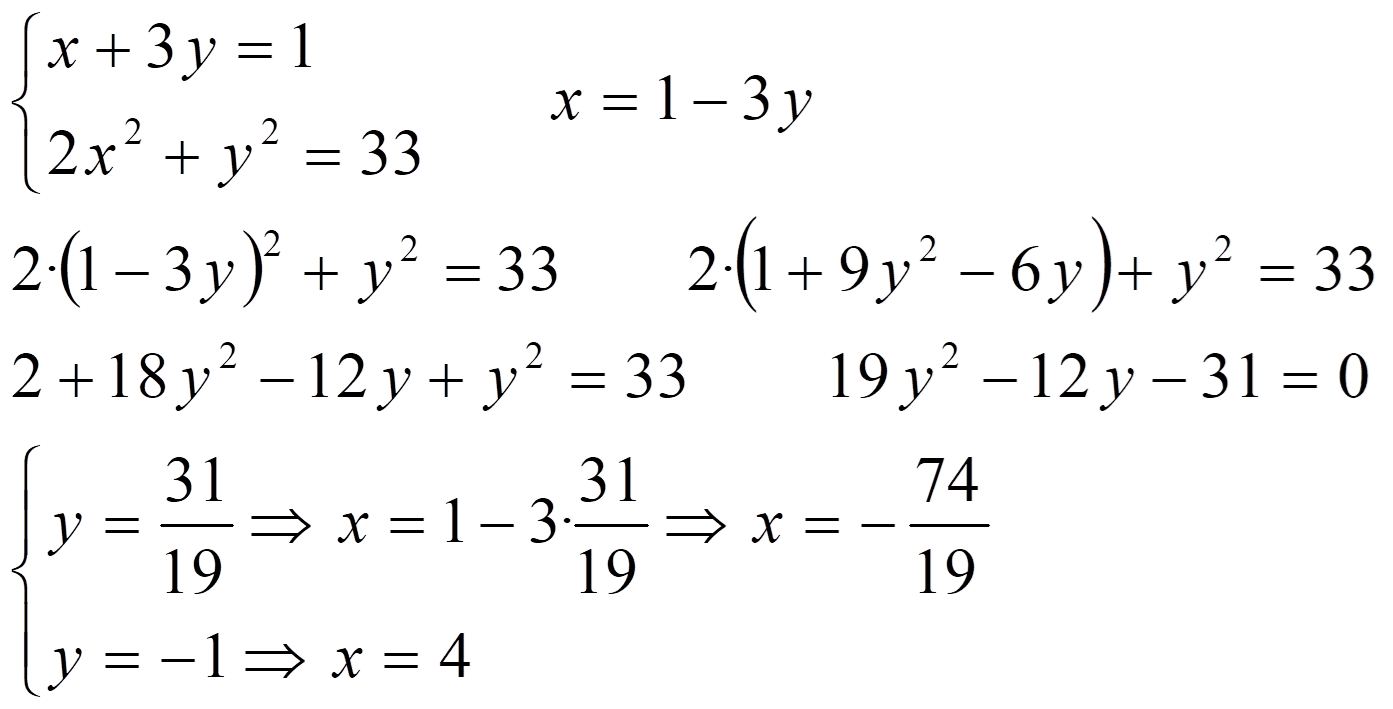 x + 3y = 1
x = 1 − 3y
2x² + y² = 33
2·(1 − 3y)² + y² = 33 2·(1 + 9y² − 6y) + y² = 33
2 + 18y² − 12y + y² = 33 19y² − 12y − 31 = 0
y = 31/19 ⇒ x = 1 − 3·31/19 ⇒ x = −74/19
y = −1 ⇒ x = 4